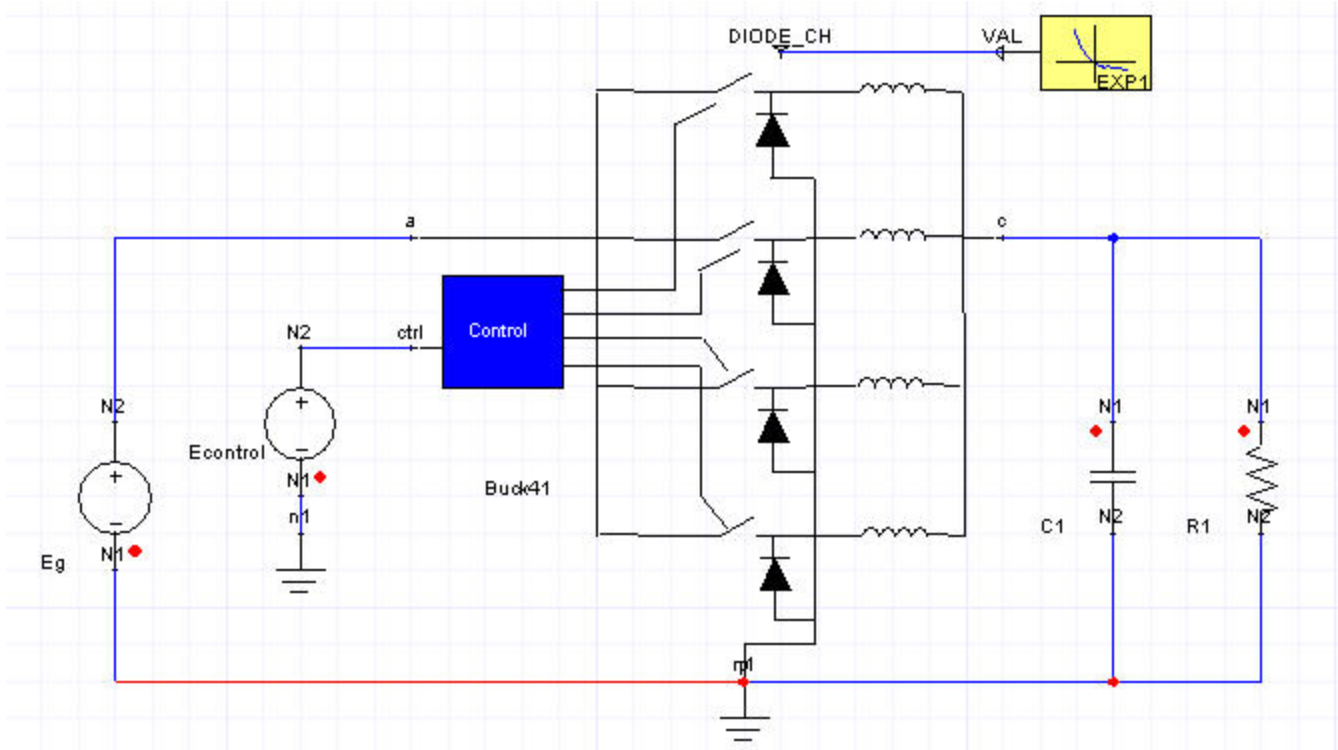 DIODE_CH
VAL
EXP1
a
c
N2
ctrl
Control
N2
N1
N1
Econtrol
N1
Buck41
n1
C1
N2
R1
N2
N1
Eg